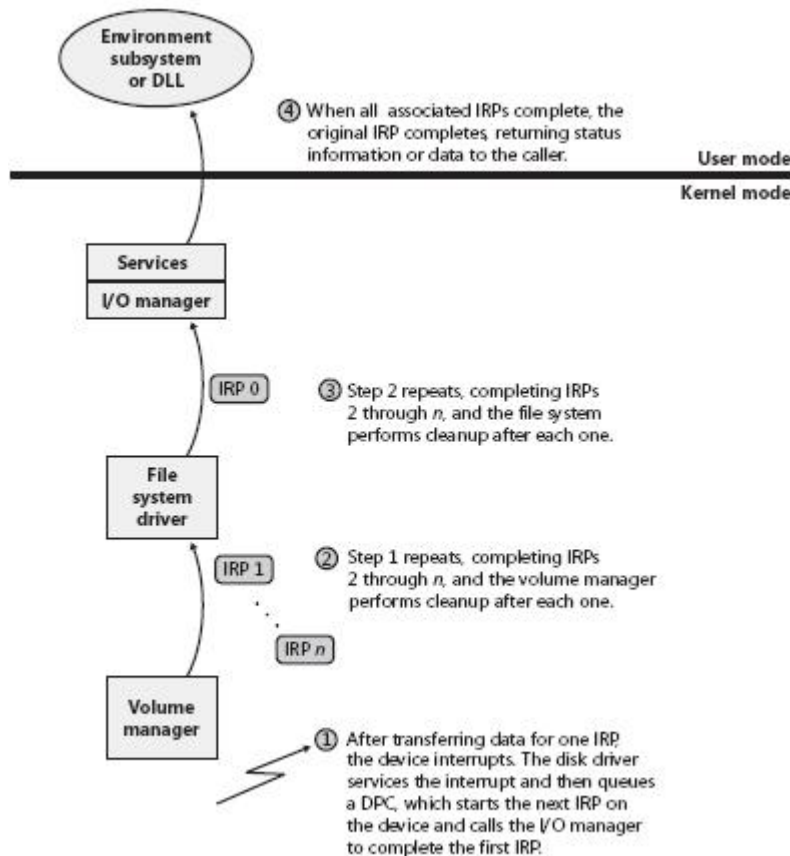 Environment
subsystem
or DLL
④ When all associated IRPs complete, the
original IRP completes, returning status
information or data to the caller.
User mode
Kernel mode
Services
I/O manager
IRP 0
③ Step 2 repeats, completing IRPs
2 through n, and the file system
performs cleanup after each one.
File
system
driver
IRP 1
② Step 1 repeats, completing IRPs
2 through n, and the volume manager
performs cleanup after each one.
IRP n
Volume
manager
① After transferring data for one IRP,
the device interrupts. The disk driver
services the interrupt and then queues
a DPC, which starts the next IRP on
the device and calls the I/O manager
to complete the first IRP.